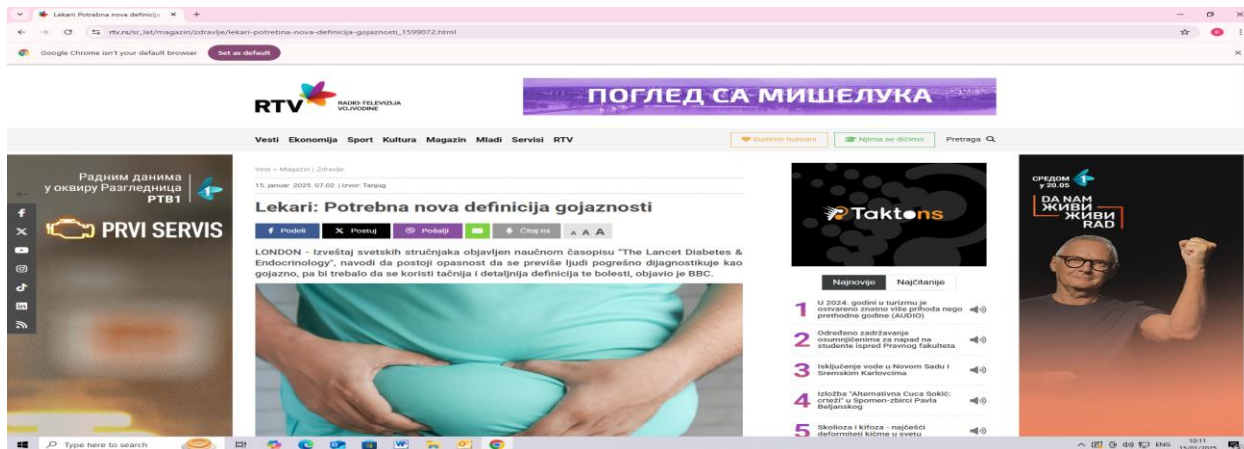 Lekari: Potrebna nova definicij
rtv.rs/sr_lat/magazin/zdravlje/lekari-potrebna-nova-definicija-gojaznosti_1599072.html
Google Chrome isn't your default browser
Set as default
RTV
RADIO-TELEVIZIJA
VOJVODINE
ПОГЛЕД СА МИШЕЛУКА
Vesti Ekonomija Sport Kultura Magazin Mladi Servisi RTV
Budimo humani
Njima se dičimo
Pretraga
Радним данима
у оквиру Разгледница
РТВ1
PRVI SERVIS
Vesti » Magazin | Zdravlje
15. januar 2025 07.02 | Izvor: Tanjug
Lekari: Potrebna nova definicija gojaznosti
Podeli
Postuj
Pošalji
Čitaj mi
A A A
LONDON - Izveštaj svetskih stručnjaka objavljen naučnom časopisu "The Lancet Diabetes &
Endocrinology", navodi da postoji opasnost da se previše ljudi pogrešno dijagnostikuje kao
gojazno, pa bi trebalo da se koristi tačnija i detaljnija definicija te bolesti, objavio je BBC.
Taktons
Najnovije
Najčitanije
1
U 2024. godini u turizmu je
ostvareno znatno više prihoda nego
prethodne godine (AUDIO)
2
Određeno zadržavanje
osumnjičenima za napad na
studente ispred Pravnog fakulteta
3
Isključenje vode u Novom Sadu i
Sremskim Karlovcima
4
Izložba "Alternativna Cuca Sokić:
crteži" u Spomen-zbirci Pavla
Beljanskog
5
Skolioza i kifoza - najčešći
deformiteti kičme u svetu
СРЕДОМ
у 20.05
DA NAM
ЖИВИ
ЖИВИ
RAD
Type here to search
ENG
10:11
15/01/2025